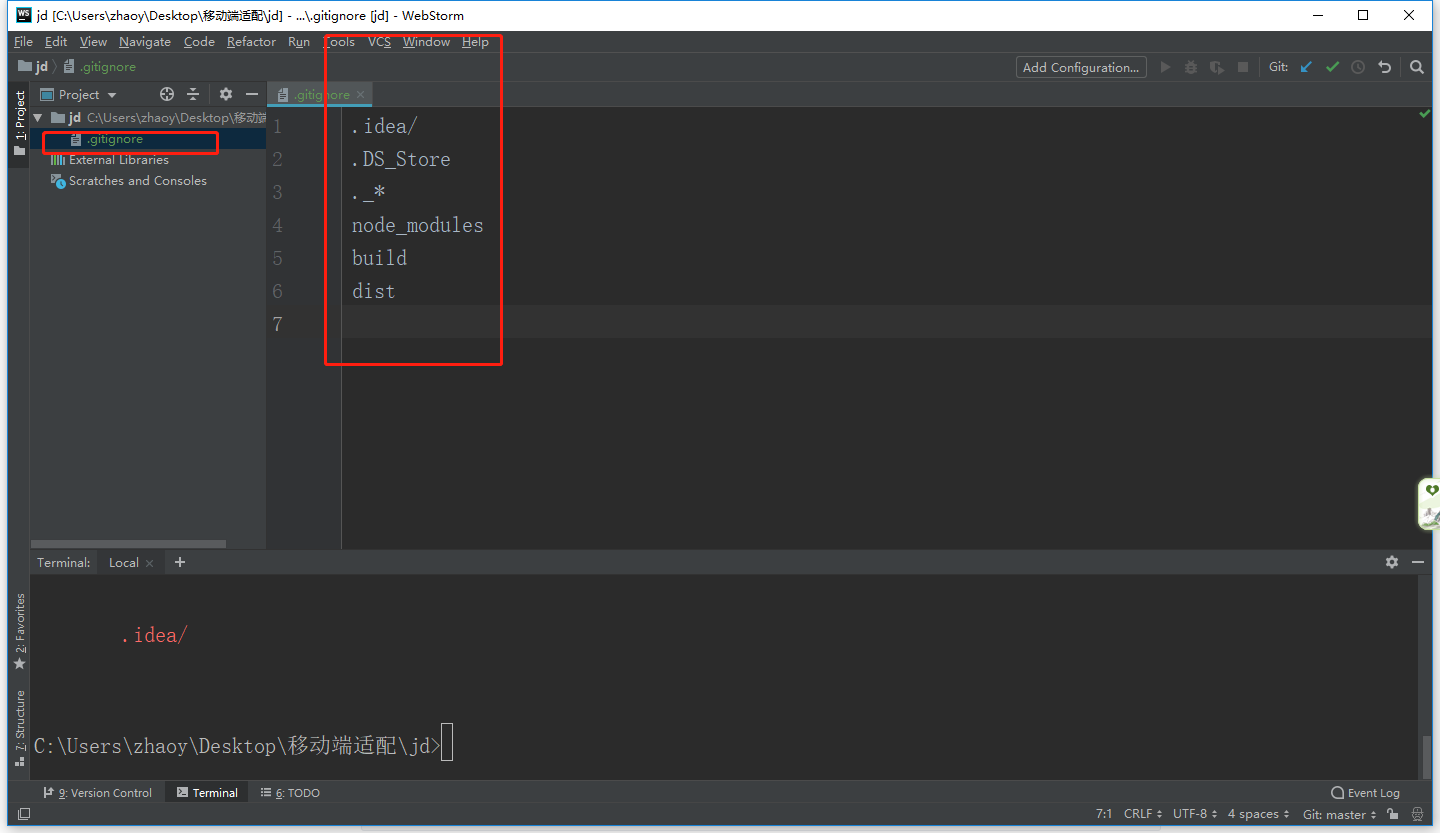 WS jd [C:\Users\zhaoy\Desktop\移动端适配\jd] - ...\.gitignore [jd] - WebStorm
File Edit View Navigate Code Refactor Run Tools VCS Window Help
jd .gitignore Add Configuration... Git:
Project .gitignore
1: Project
jd C:\Users\zhaoy\Desktop\移动
.gitignore
External Libraries
Scratches and Consoles
1 .idea/
2 .DS_Store
3 ._*
4 node_modules
5 build
6 dist
7
Terminal: Local
.idea/
C:\Users\zhaoy\Desktop\移动端适配\jd>
2: Favorites
7: Structure
9: Version Control Terminal 6: TODO Event Log
7:1 CRLF UTF-8 4 spaces Git: master